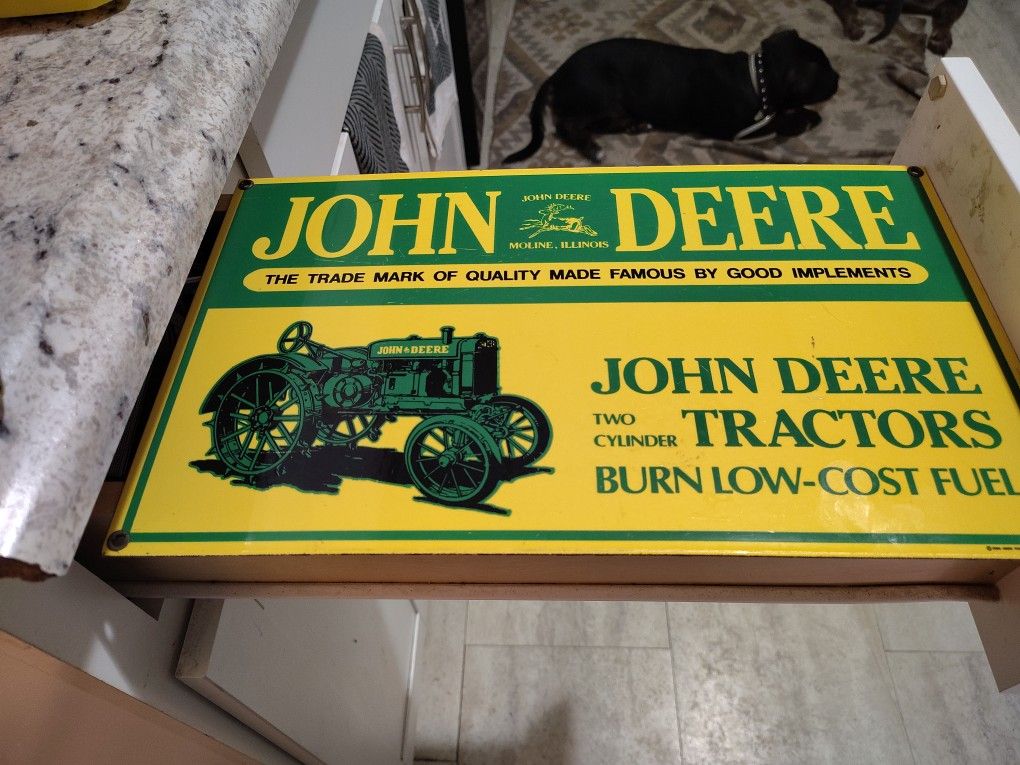 JOHN DEERE
JOHN DEERE
MOLINE, ILLINOIS
THE TRADE MARK OF QUALITY MADE FAMOUS BY GOOD IMPLEMENTS
JOHN DEERE
JOHN DEERE
TWO CYLINDER TRACTORS
BURN LOW-COST FUEL